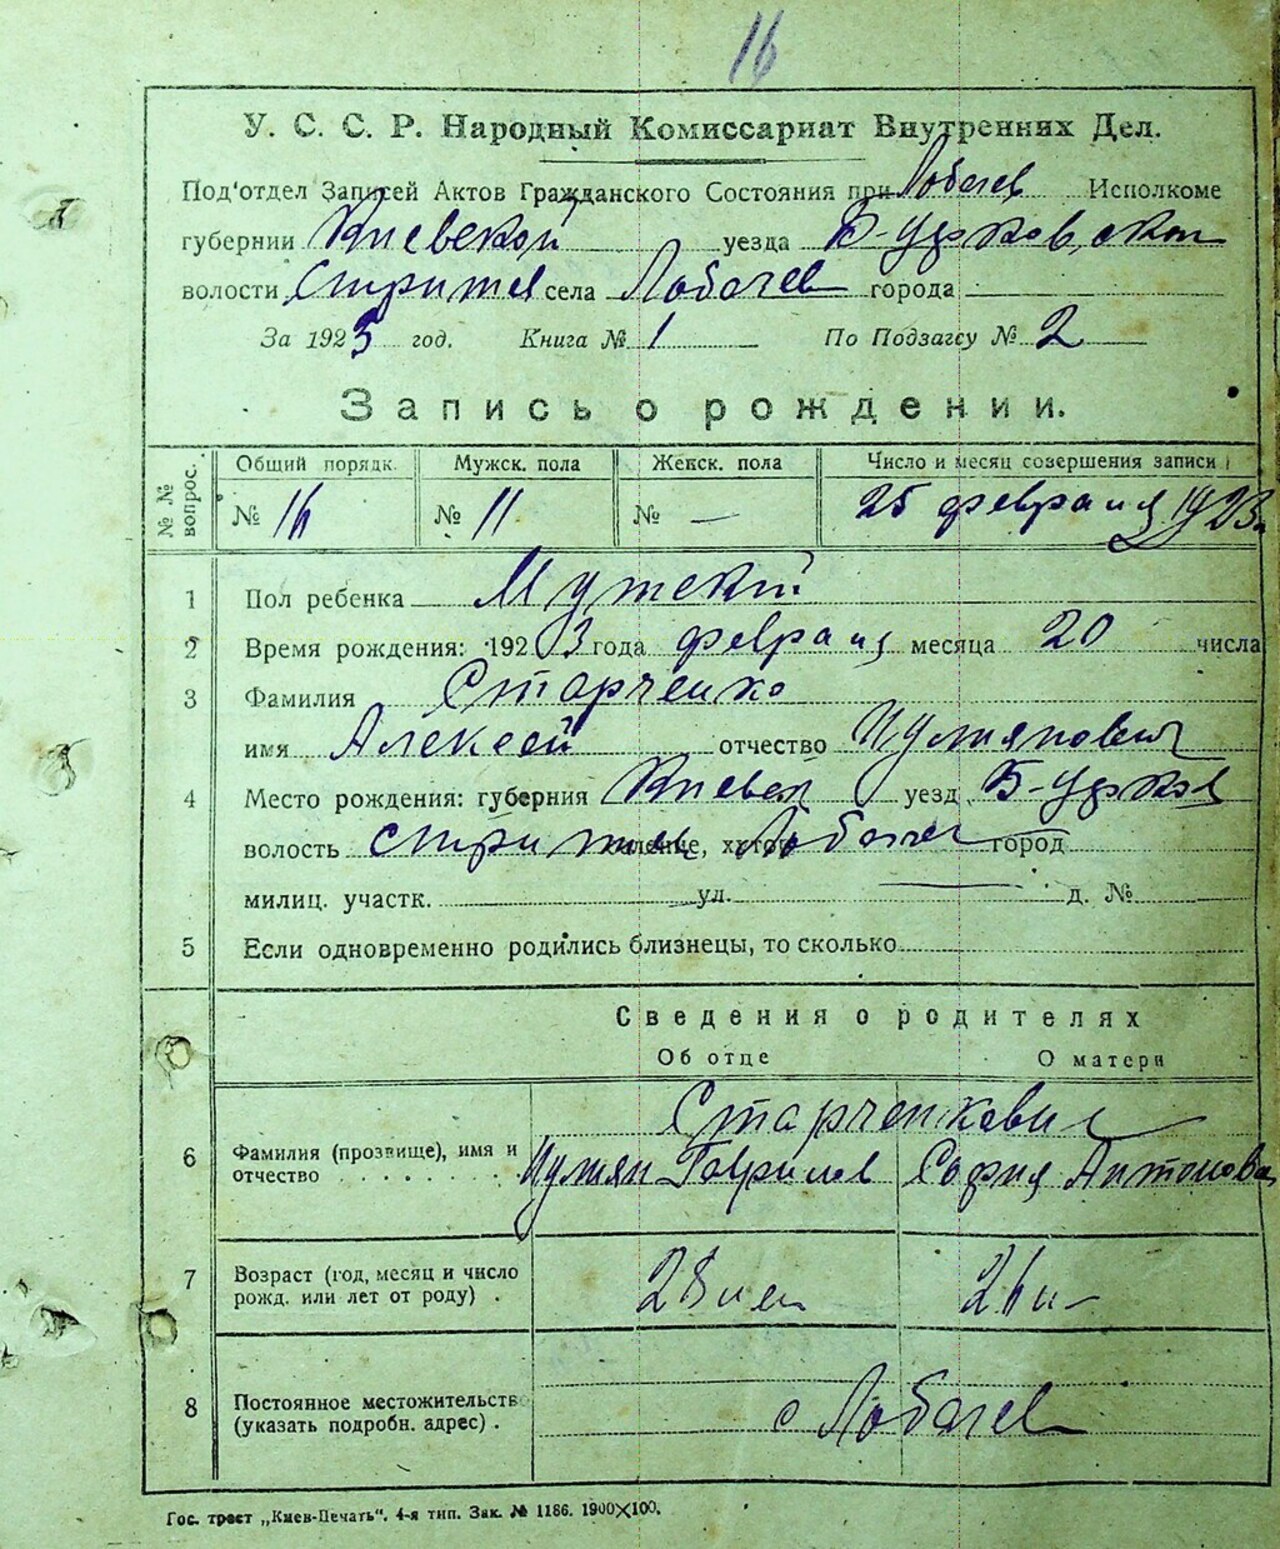 16
У. С. С. Р. Народный Комиссариат Внутренних Дел.
Под'отдел Записей Актов Гражданского Состояния при Лобачев Исполкоме
губернии Киевской уезда Б-Церковской
волости села Лобачев города
За 1923 год. Книга № 1 По Подзагсу № 2
Запись о рождении.
№ № вопрос.
Общий порядк. Мужск. пола Женск. пола Число и месяц совершения записи
№ 16 № 11 № — 25 февраля 1923
1 Пол ребенка Мужской
2 Время рождения: 1923 года февраля месяца 20 числа
3 Фамилия Старченко
имя Алексей отчество
4 Место рождения: губерния Киевск уезд Б-Церков
волость селение, хутор Лобачев город
милиц. участк. ул. д. №
5 Если одновременно родились близнецы, то сколько
Сведения о родителях
Об отце О матери
Старченкови
6 Фамилия (прозвище), имя и отчество Гаврилов София Антонова
7 Возраст (год, месяц и число рожд. или лет от роду) . 28 лет 26 л
8 Постоянное местожительств (указать подробн. адрес) . с Лобачев
Гос. трест „Киев-Печать". 4-я тип. Зак. № 1186. 1900×100.